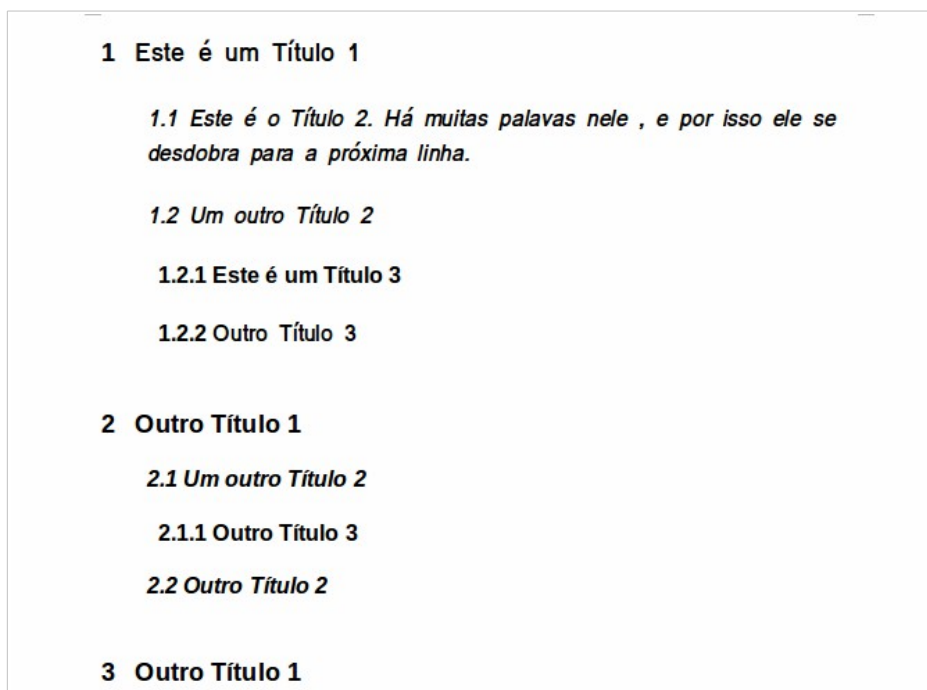 1 Este é um Título 1
1.1 Este é o Título 2. Há muitas palavas nele , e por isso ele se
desdobra para a próxima linha.
1.2 Um outro Título 2
1.2.1 Este é um Título 3
1.2.2 Outro Título 3
2 Outro Título 1
2.1 Um outro Título 2
2.1.1 Outro Título 3
2.2 Outro Título 2
3 Outro Título 1